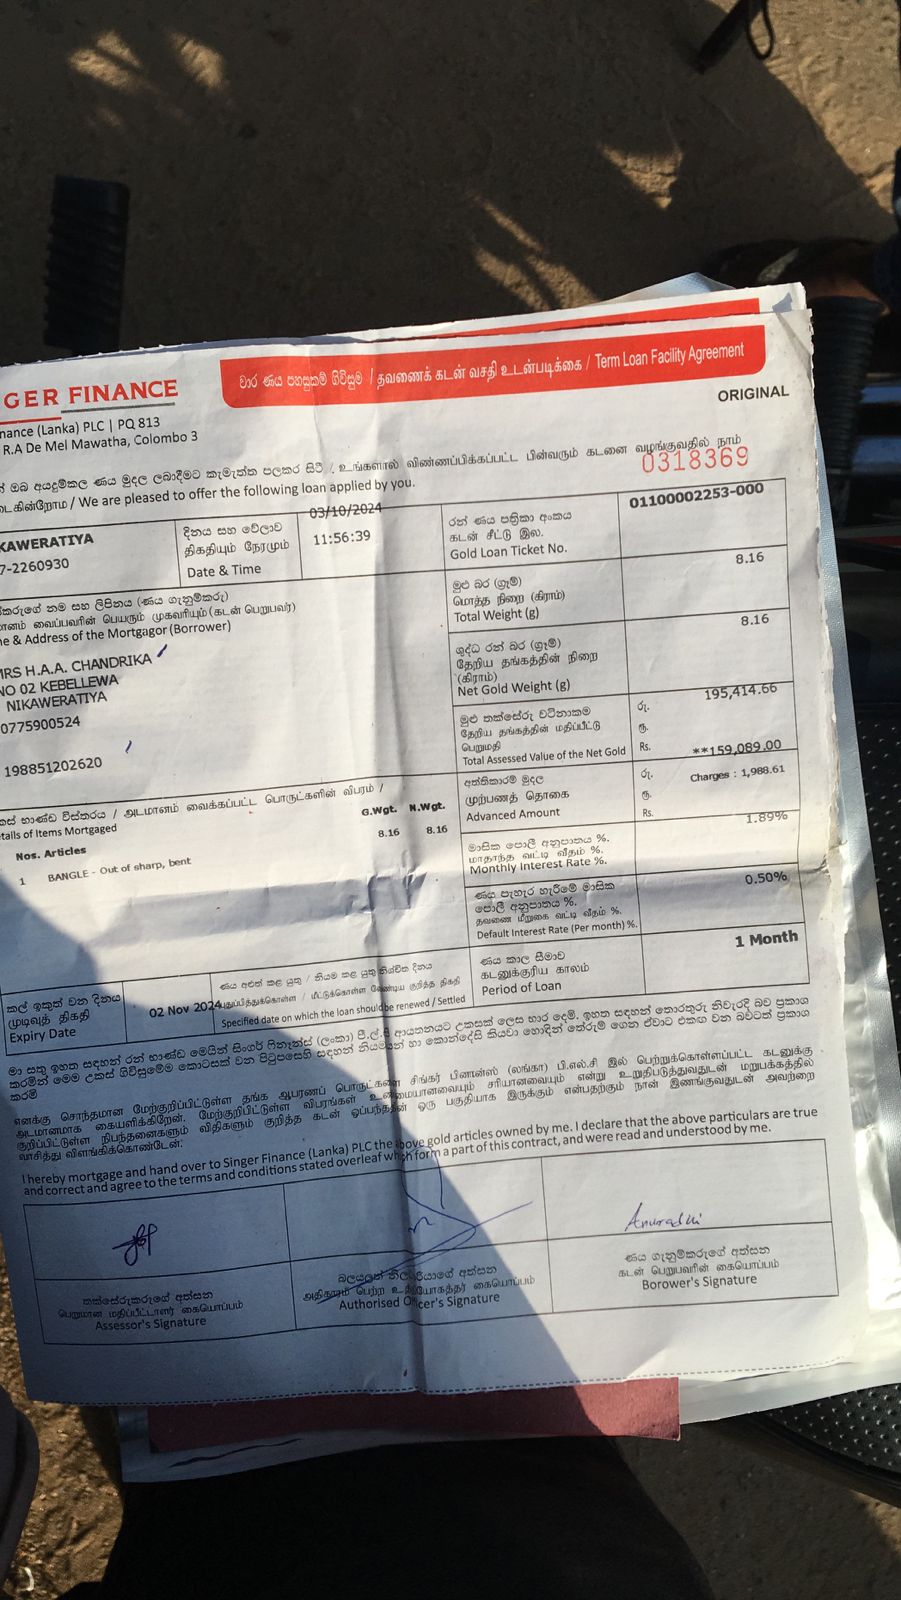 GER FINANCE
nance (Lanka) PLC | PQ 813
R.A De Mel Mawatha, Colombo 3
වාර ණය පහසුකම් ගිවිසුම / தவணைக் கடன் வசதி உடன்படிக்கை / Term Loan Facility Agreement
ORIGINAL
ඔබ අයදුම්කල ණය මුදල ලබාදීමට කැමැත්ත පලකර සිටී / உங்களால் விண்ணப்பிக்கப்பட்ட பின்வரும் கடனை வழங்குவதில் நாம்
0318369
டைகின்றோம / We are pleased to offer the following loan applied by you.
KAWERATIYA
7-2260930
දිනය සහ වේලාව
திகதியும் நேரமும்
Date & Time
03/10/2024
11:56:39
රන් ණය පත්‍රිකා අංකය
கடன் சீட்டு இல.
Gold Loan Ticket No.
01100002253-000
කරුගේ නම සහ ලිපිනය (ණය ගැනුම්කරු)
மானம் வைப்பவரின் பெயரும் முகவரியும் (கடன் பெறுபவர்)
e & Address of the Mortgagor (Borrower)
MRS H.A.A. CHANDRIKA
NO 02 KEBELLEWA
NIKAWERATIYA
0775900524
198851202620
මුළු බර (ග්‍රෑම්)
மொத்த நிறை (கிராம்)
Total Weight (g)
8.16
ශුද්ධ රන් බර (ග්‍රෑම්)
தேறிய தங்கத்தின் நிறை
(கிராம்)
Net Gold Weight (g)
8.16
මුළු තක්සේරු වටිනාකම
தேறிய தங்கத்தின் மதிப்பீட்டு
பெறுமதி
Total Assessed Value of the Net Gold
රු.
ரூ.
Rs.
195,414.66
අත්තිකාරම් මුදල
முற்பணத் தொகை
Advanced Amount
රු.
ரூ.
Rs.
**159,089.00
Charges : 1,988.61
කස් භාණ්ඩ විස්තරය / அடமானம் வைக்கப்பட்ட பொருட்களின் விபரம் /
etails of Items Mortgaged
G.Wgt. N.Wgt.
8.16 8.16
Nos. Articles
1 BANGLE - Out of sharp, bent
මාසික පොලී අනුපාතය %.
மாதாந்த வட்டி வீதம் %.
Monthly Interest Rate %.
1.89%
ණය පැහැර හැරීමේ මාසික
පොලී අනුපාතය %.
தவணை மீறுகை வட்டி வீதம் %.
Default Interest Rate (Per month) %.
0.50%
ණය කාල සීමාව
கடனுக்குரிய காலம்
Period of Loan
1 Month
කල් ඉකුත් වන දිනය
முடிவுத் திகதி
Expiry Date
02 Nov 2024
ණය අළුත් කළ යුතු / නියම කළ යුතු නිශ්චිත දිනය
புதுப்பித்துக்கொள்ள / மீட்டுக்கொள்ள வேண்டிய குறித்த திகதி
Specified date on which the loan should be renewed / Settled
මා සතු ඉහත සඳහන් රන් භාණ්ඩ මෙයින් සිංගර් ෆිනෑන්ස් (ලංකා) පී.එල්.සී ආයතනයට උකසක් ලෙස භාර දෙමි. ඉහත සඳහන් තොරතුරු නිවැරදි බව ප්‍රකාශ
කරමින් මෙම උකස් ගිවිසුමේම කොටසක් වන පිටුපසෙහි සඳහන් නියමයන් හා කොන්දේසි කියවා හොඳින් තේරුම් ගෙන ඒවාට එකඟ වන බවටත් ප්‍රකාශ
කරමි
எனக்கு சொந்தமான மேற்குறிப்பிட்டுள்ள தங்க ஆபரணப் பொருட்களை சிங்கர் பினான்ஸ் (லங்கா) பி.எல்.சி இல் பெற்றுக்கொள்ளப்பட்ட கடனுக்கு
அடமானமாக கையளிக்கிறேன். மேற்குறிப்பிட்டுள்ள விபரங்கள் உண்மையானவையும் சரியானவையும் என்று உறுதிபடுத்துவதுடன் மறுபக்கத்தில்
குறிப்பிட்டுள்ள நிபந்தனைகளும் விதிகளும் குறித்த கடன் ஒப்பந்தத்தின் ஒரு பகுதியாக இருக்கும் என்பதற்கும் நான் இணங்குவதுடன் அவற்றை
வாசித்து விளங்கிக்கொண்டேன்.
I hereby mortgage and hand over to Singer Finance (Lanka) PLC the above gold articles owned by me. I declare that the above particulars are true
and correct and agree to the terms and conditions stated overleaf which form a part of this contract, and were read and understood by me.
Anuradhi
තක්සේරුකරුගේ අත්සන
பெறுமான மதிப்பீட்டாளர் கையொப்பம்
Assessor's Signature
බලයලත් නිලධාරියාගේ අත්සන
அதிகாரம் பெற்ற உத்தியோகத்தர் கையொப்பம்
Authorised Officer's Signature
ණය ගැනුම්කරුගේ අත්සන
கடன் பெறுபவரின் கையொப்பம்
Borower's Signature